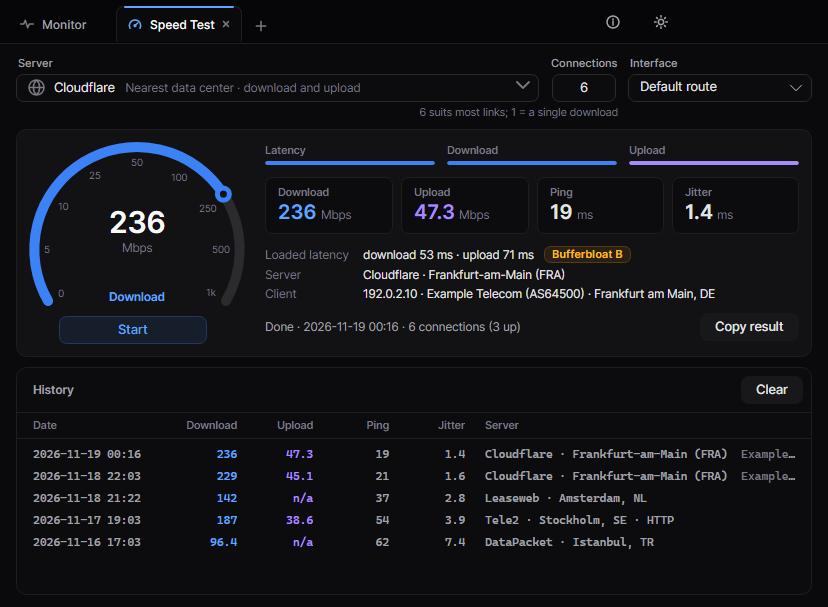 Monitor
Speed Test ×
+
Server
Connections
Interface
Cloudflare Nearest data center · download and upload
6
Default route
6 suits most links; 1 = a single download
0
5
10
25
50
100
250
500
1k
236
Mbps
Download
Start
Latency
Download
Upload
Download
236 Mbps
Upload
47.3 Mbps
Ping
19 ms
Jitter
1.4 ms
Loaded latency download 53 ms · upload 71 ms Bufferbloat B
Server Cloudflare · Frankfurt-am-Main (FRA)
Client 192.0.2.10 · Example Telecom (AS64500) · Frankfurt am Main, DE
Done · 2026-11-19 00:16 · 6 connections (3 up)
Copy result
History
Clear
Date Download Upload Ping Jitter Server
2026-11-19 00:16 236 47.3 19 1.4 Cloudflare · Frankfurt-am-Main (FRA) Example…
2026-11-18 22:03 229 45.1 21 1.6 Cloudflare · Frankfurt-am-Main (FRA) Example…
2026-11-18 21:22 142 n/a 37 2.8 Leaseweb · Amsterdam, NL
2026-11-17 19:03 187 38.6 54 3.9 Tele2 · Stockholm, SE · HTTP
2026-11-16 17:03 96.4 n/a 62 7.4 DataPacket · Istanbul, TR